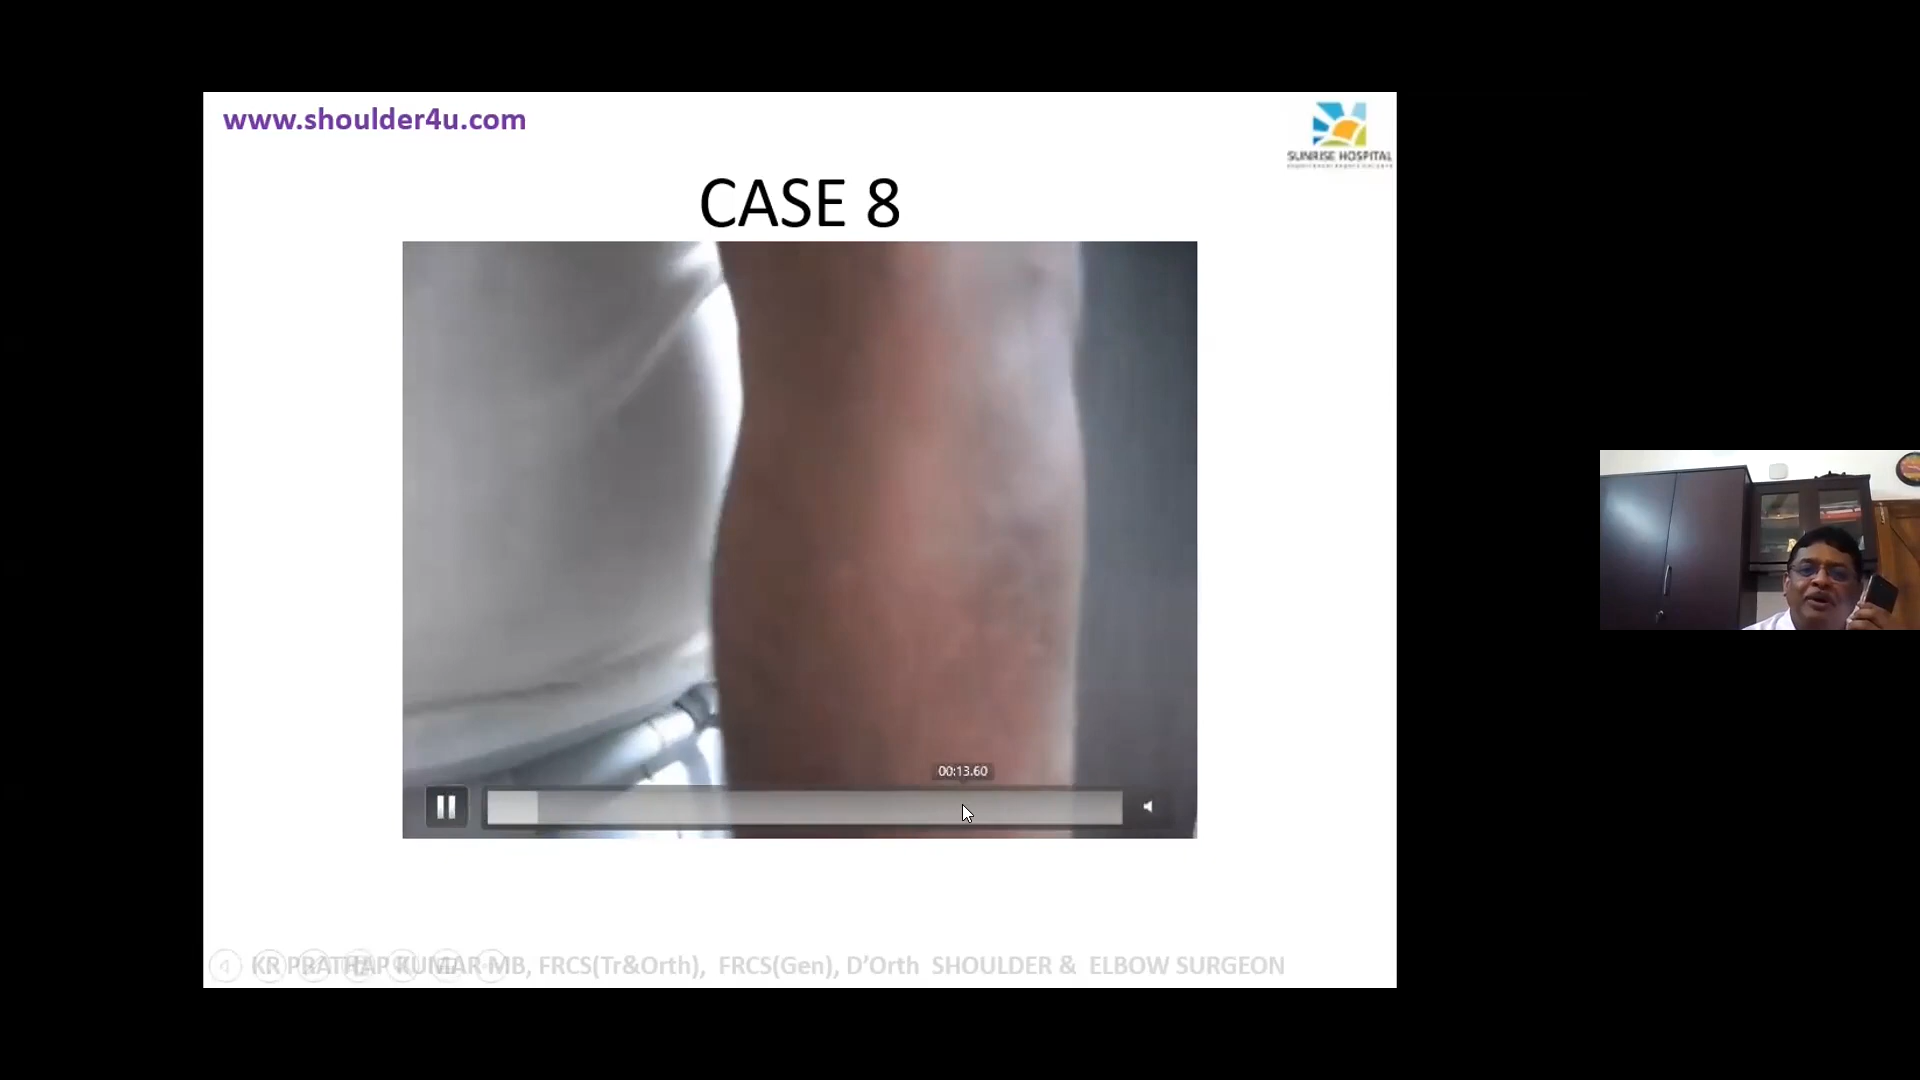 www.shoulder4u.com
SUNRISE HOSPITAL
CASE 8
00:13.60
KR PRATHAP KUMAR MB, FRCS(Tr&Orth), FRCS(Gen), D’Orth SHOULDER & ELBOW SURGEON